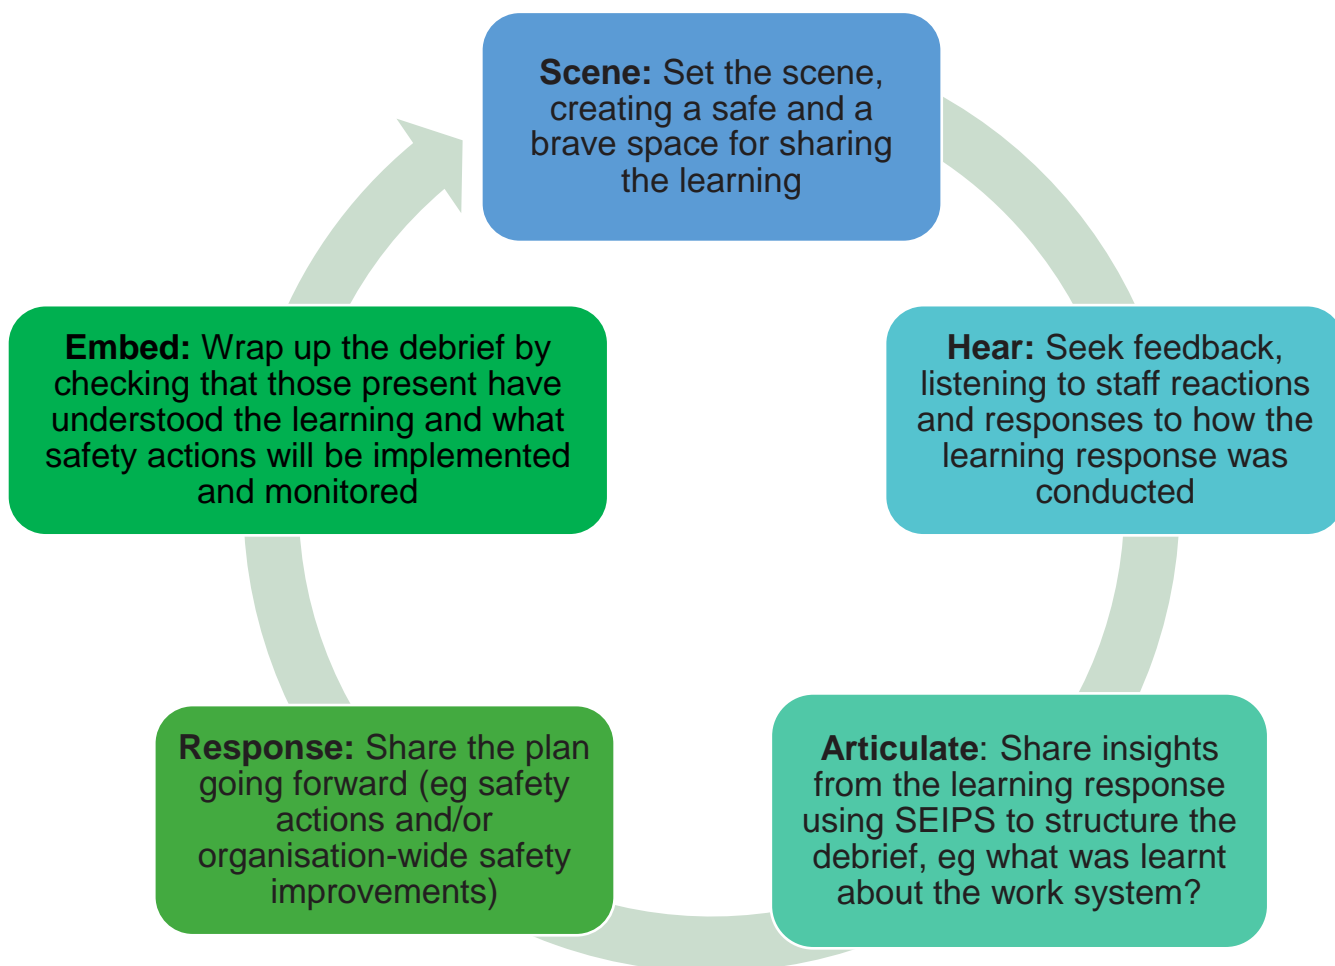 Scene: Set the scene,
creating a safe and a
brave space for sharing
the learning
Hear: Seek feedback,
listening to staff reactions
and responses to how the
learning response was
conducted
Articulate: Share insights
from the learning response
using SEIPS to structure the
debrief, eg what was learnt
about the work system?
Response: Share the plan
going forward (eg safety
actions and/or
organisation-wide safety
improvements)
Embed: Wrap up the debrief by
checking that those present have
understood the learning and what
safety actions will be implemented
and monitored